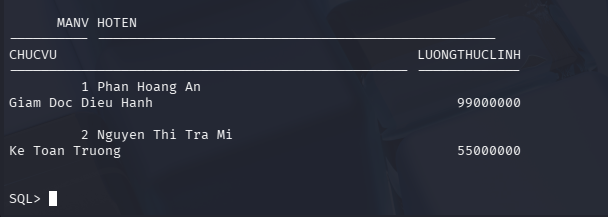 MANV HOTEN
CHUCVU LUONGTHUCLINH
1 Phan Hoang An
Giam Doc Dieu Hanh 99000000
2 Nguyen Thi Tra Mi
Ke Toan Truong 55000000
SQL>